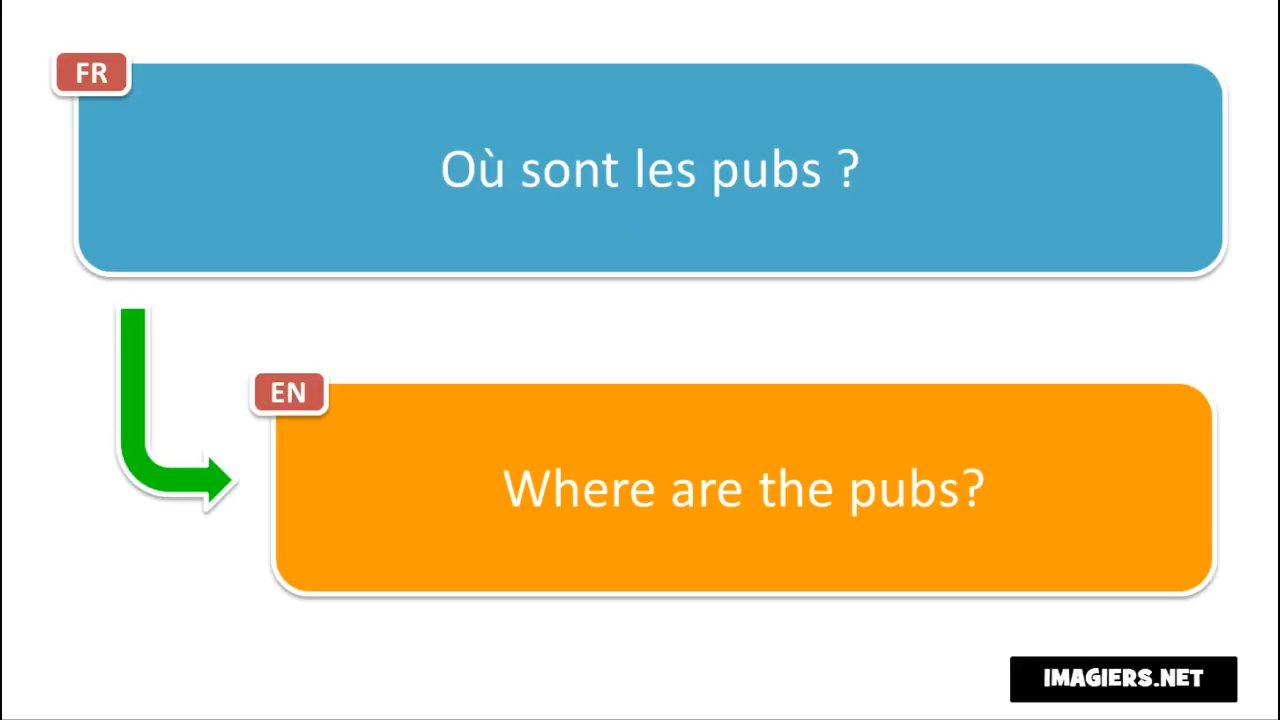 FR
Où sont les pubs ?
EN
Where are the pubs?
IMAGIERS.NET